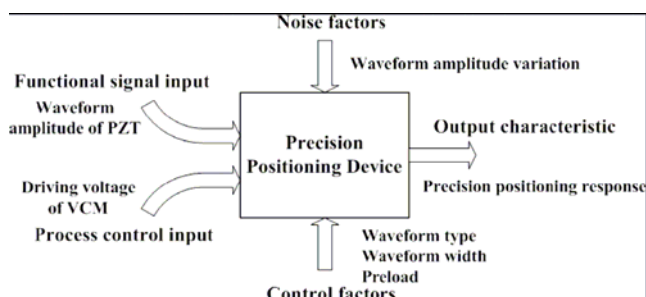 Noise factors
Waveform amplitude variation
Functional signal input
Waveform
amplitude of PZT
Precision
Positioning Device
Output characteristic
Precision positioning response
Driving voltage
of VCM
Process control input
Waveform type
Waveform width
Preload
Control factors